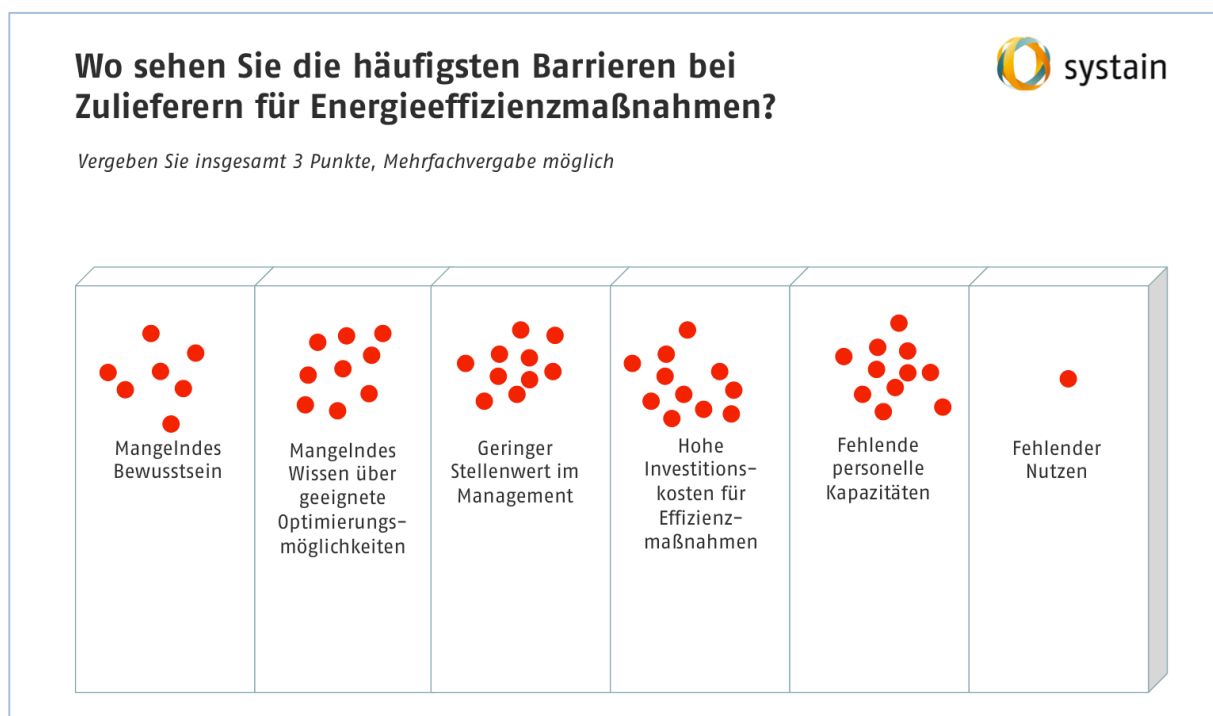 Wo sehen Sie die häufigsten Barrieren bei
Zulieferern für Energieeffizienzmaßnahmen?
systain
Vergeben Sie insgesamt 3 Punkte, Mehrfachvergabe möglich
Mangelndes
Bewusstsein
Mangelndes
Wissen über
geeignete
Optimierungs-
möglichkeiten
Geringer
Stellenwert im
Management
Hohe
Investitions-
kosten für
Effizienz-
maßnahmen
Fehlende
personelle
Kapazitäten
Fehlender
Nutzen